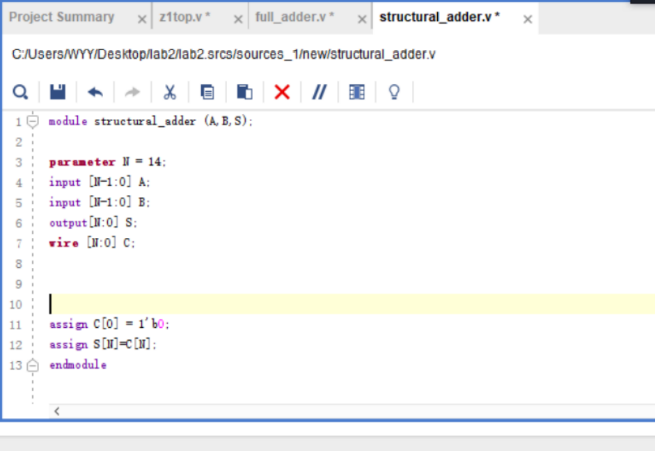 Project Summary × z1top.v * × full_adder.v * × structural_adder.v * ×
C:/Users/WYY/Desktop/lab2/lab2.srcs/sources_1/new/structural_adder.v
1 module structural_adder (A,B,S);
2
3 parameter N = 14;
4 input [N-1:0] A;
5 input [N-1:0] B;
6 output[N:0] S;
7 wire [N:0] C;
8
9
10
11 assign C[0] = 1'b0;
12 assign S[N]=C[N];
13 endmodule